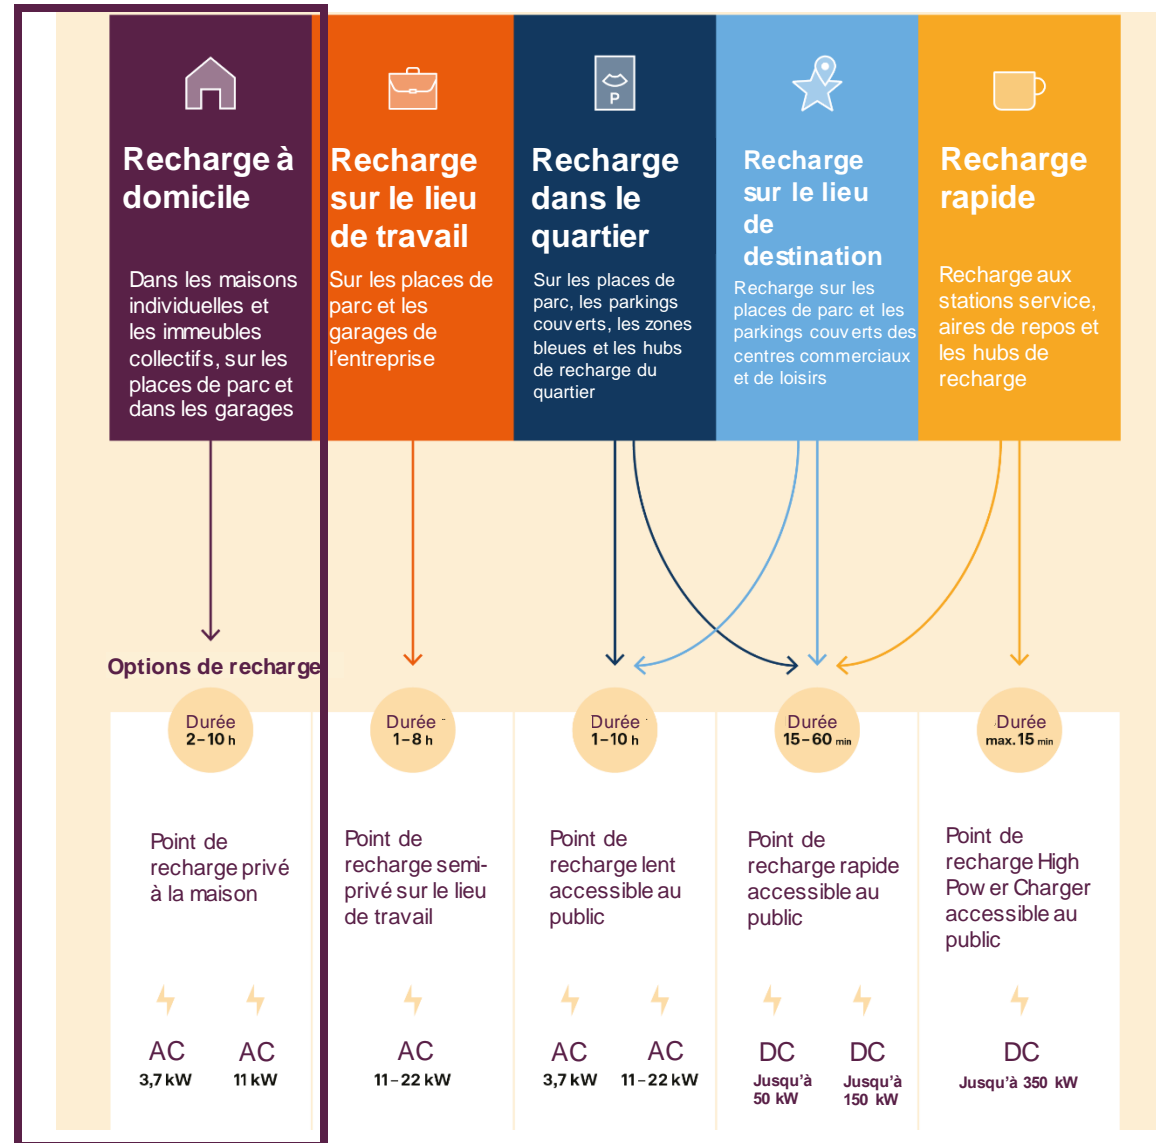 Recharge à
domicile
Dans les maisons
individuelles et
les immeubles
collectifs, sur les
places de parc et
dans les garages
Recharge
sur le lieu
de travail
Sur les places de
parc et les
garages de
l'entreprise
P
Recharge
dans le
quartier
Sur les places de
parc, les parkings
couverts, les zones
bleues et les hubs
de recharge du
quartier
Recharge
sur le lieu
de
destination
Recharge sur les
places de parc et les
parkings couverts des
centres commerciaux
et de loisirs
Recharge
rapide
Recharge aux
stations service,
aires de repos et
les hubs de
recharge
Options de recharge
Durée
2–10 h
Point de
recharge privé
à la maison
AC
3,7 kW
AC
11 kW
Durée
1–8 h
Point de
recharge semi-
privé sur le lieu
de travail
AC
11–22 kW
Durée
1–10 h
Point de
recharge lent
accessible au
public
AC
3,7 kW
AC
11–22 kW
Durée
15–60 min
Point de
recharge rapide
accessible au
public
DC
Jusqu'à
50 kW
DC
Jusqu'à
150 kW
Durée
max. 15 min
Point de
recharge High
Power Charger
accessible au
public
DC
Jusqu'à 350 kW